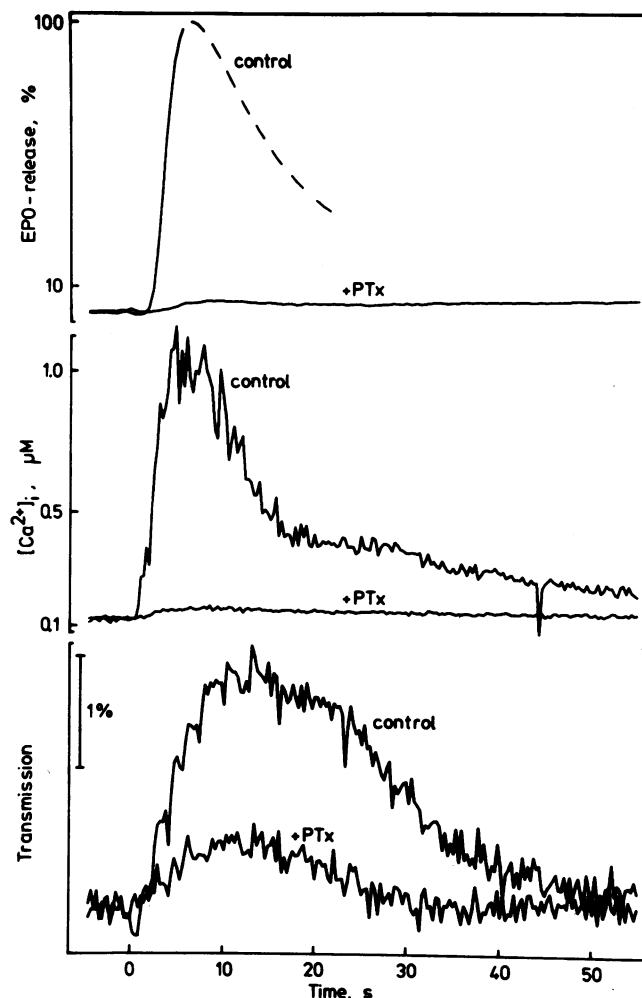 100
control
EPO-release, %
10
+PTx
1.0
control
[Ca²⁺]i, µM
0.5
+PTx
0.1
1%
control
Transmission
+PTx
0 10 20 30 40 50
Time, s